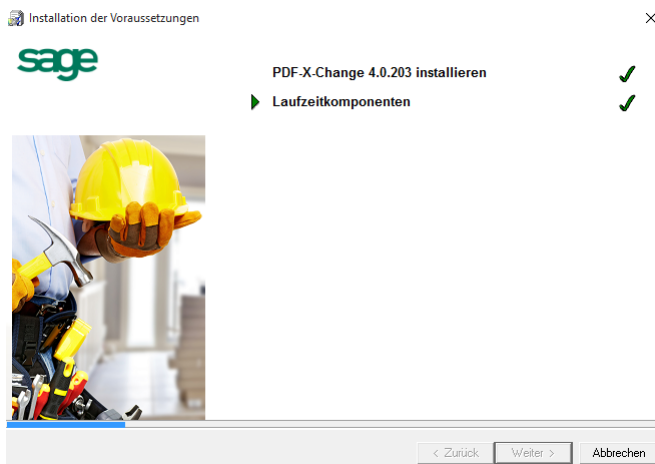 Installation der Voraussetzungen
sage
PDF-X-Change 4.0.203 installieren
Laufzeitkomponenten
< Zurück
Weiter >
Abbrechen